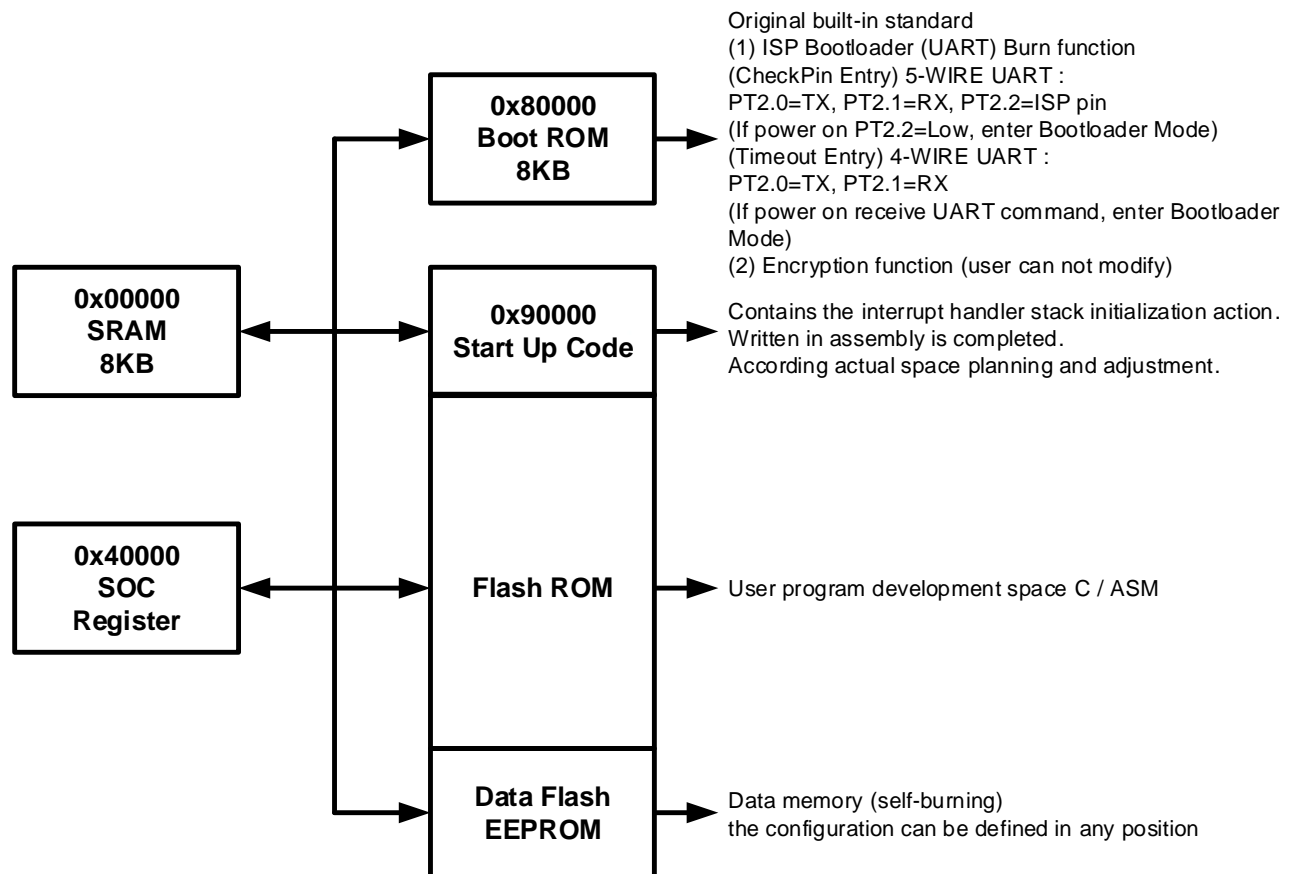 Original built-in standard
(1) ISP Bootloader (UART) Burn function
(CheckPin Entry) 5-WIRE UART :
PT2.0=TX, PT2.1=RX, PT2.2=ISP pin
(If power on PT2.2=Low, enter Bootloader Mode)
(Timeout Entry) 4-WIRE UART :
PT2.0=TX, PT2.1=RX
(If power on receive UART command, enter Bootloader
Mode)
(2) Encryption function (user can not modify)
0x80000
Boot ROM
8KB
0x00000
SRAM
8KB
0x90000
Start Up Code
Contains the interrupt handler stack initialization action.
Written in assembly is completed.
According actual space planning and adjustment.
0x40000
SOC
Register
Flash ROM
User program development space C / ASM
Data Flash
EEPROM
Data memory (self-burning)
the configuration can be defined in any position